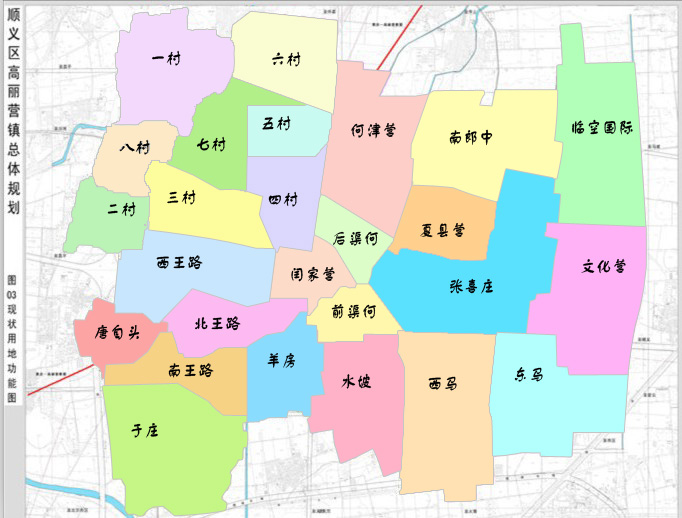 顺义区高丽营镇总体规划
图03现状用地功能图
一村
六村
五村
七村
八村
何津营
南郎中
临空国际
二村
三村
四村
后渠河
夏县营
西王路
闫家营
张喜庄
文化营
唐自头
北王路
前渠河
南王路
羊房
水坡
西马
东马
于庄